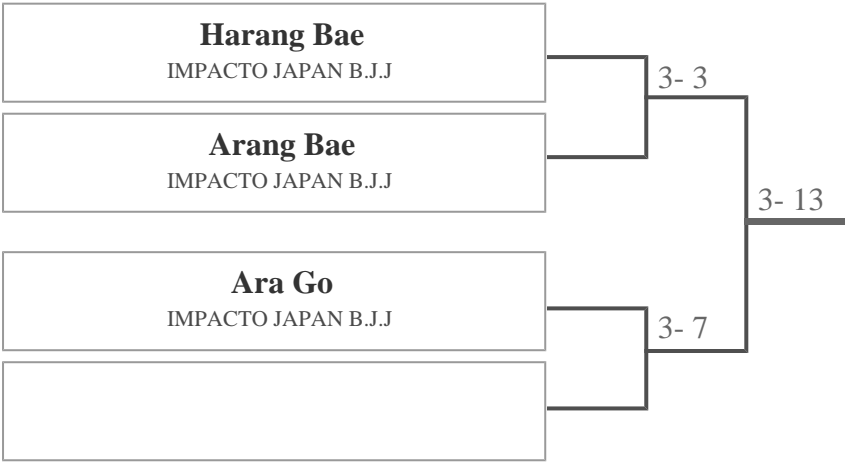 Harang Bae
IMPACTO JAPAN B.J.J
3- 3
Arang Bae
IMPACTO JAPAN B.J.J
3- 13
Ara Go
IMPACTO JAPAN B.J.J
3- 7